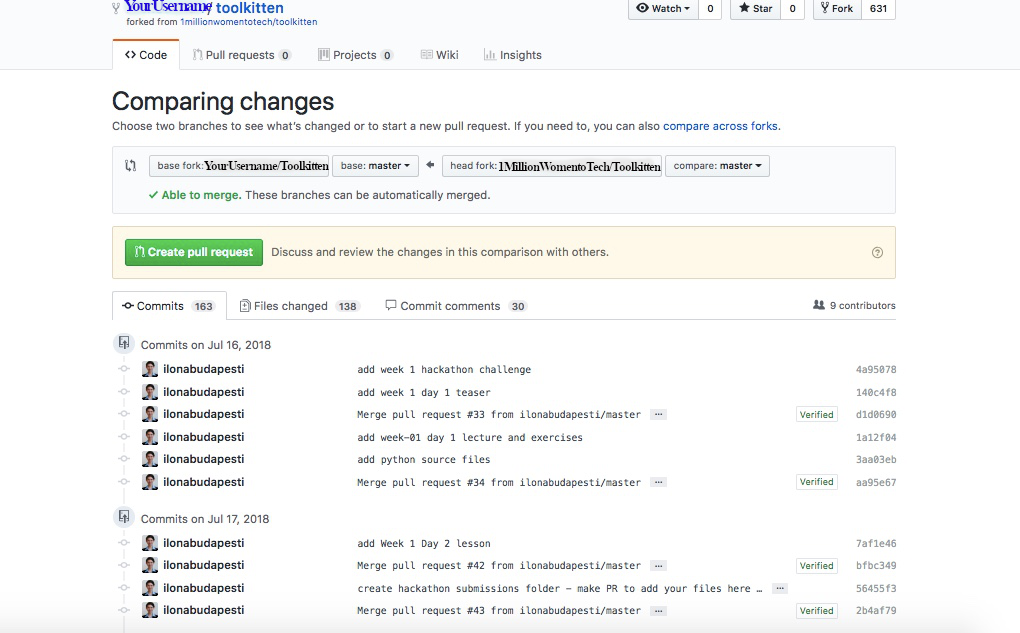 YourUsername/ toolkitten
Watch 0 Star 0 Fork 631
forked from 1millionwomentotech/toolkitten
<> Code Pull requests 0 Projects 0 Wiki Insights
Comparing changes
Choose two branches to see what's changed or to start a new pull request. If you need to, you can also compare across forks.
base fork: YourUsername/Toolkitten base: master head fork: 1MillionWomentoTech/Toolkitten compare: master
Able to merge. These branches can be automatically merged.
Create pull request Discuss and review the changes in this comparison with others.
Commits 163 Files changed 138 Commit comments 30 9 contributors
Commits on Jul 16, 2018
ilonabudapesti add week 1 hackathon challenge 4a95078
ilonabudapesti add week 1 day 1 teaser 140c4f8
ilonabudapesti Merge pull request #33 from ilonabudapesti/master … Verified d1d0690
ilonabudapesti add week-01 day 1 lecture and exercises 1a12f04
ilonabudapesti add python source files 3aa03eb
ilonabudapesti Merge pull request #34 from ilonabudapesti/master … Verified aa95e67
Commits on Jul 17, 2018
ilonabudapesti add Week 1 Day 2 lesson 7af1e46
ilonabudapesti Merge pull request #42 from ilonabudapesti/master … Verified bfbc349
ilonabudapesti create hackathon submissions folder – make PR to add your files here … … 56455f3
ilonabudapesti Merge pull request #43 from ilonabudapesti/master … Verified 2b4af79